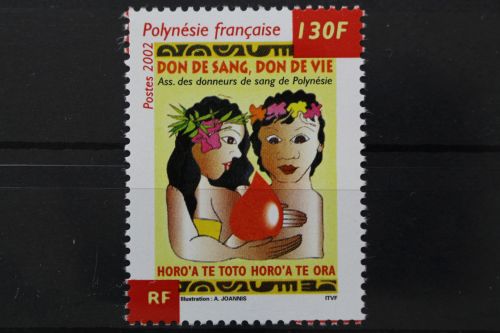 Polynésie française 130F
Postes 2002
DON DE SANG, DON DE VIE
Ass. des donneurs de sang de Polynésie
HORO'A TE TOTO HORO'A TE ORA
RF Illustration : A. JOANNIS ITVF